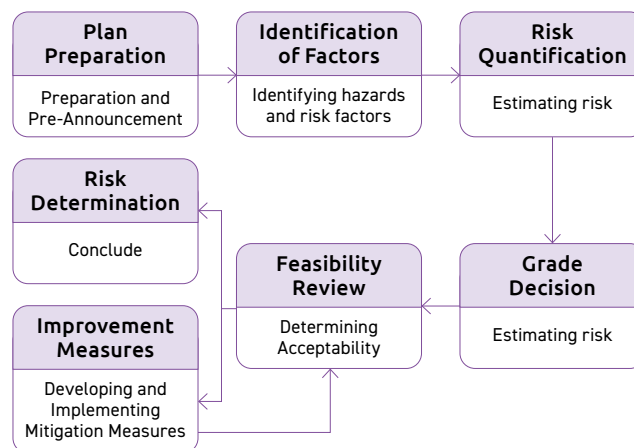 Plan
Preparation
Preparation and
Pre-Announcement
Identification
of Factors
Identifying hazards
and risk factors
Risk
Quantification
Estimating risk
Risk
Determination
Conclude
Feasibility
Review
Determining
Acceptability
Grade
Decision
Estimating risk
Improvement
Measures
Developing and
Implementing
Mitigation Measures